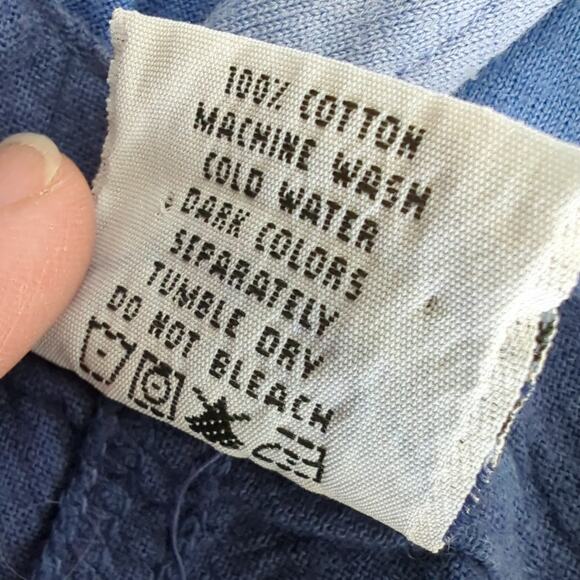 100% COTTON
MACHINE WASH
COLD WATER
DARK COLORS
SEPARATELY
TUMBLE DRY
DO NOT BLEACH